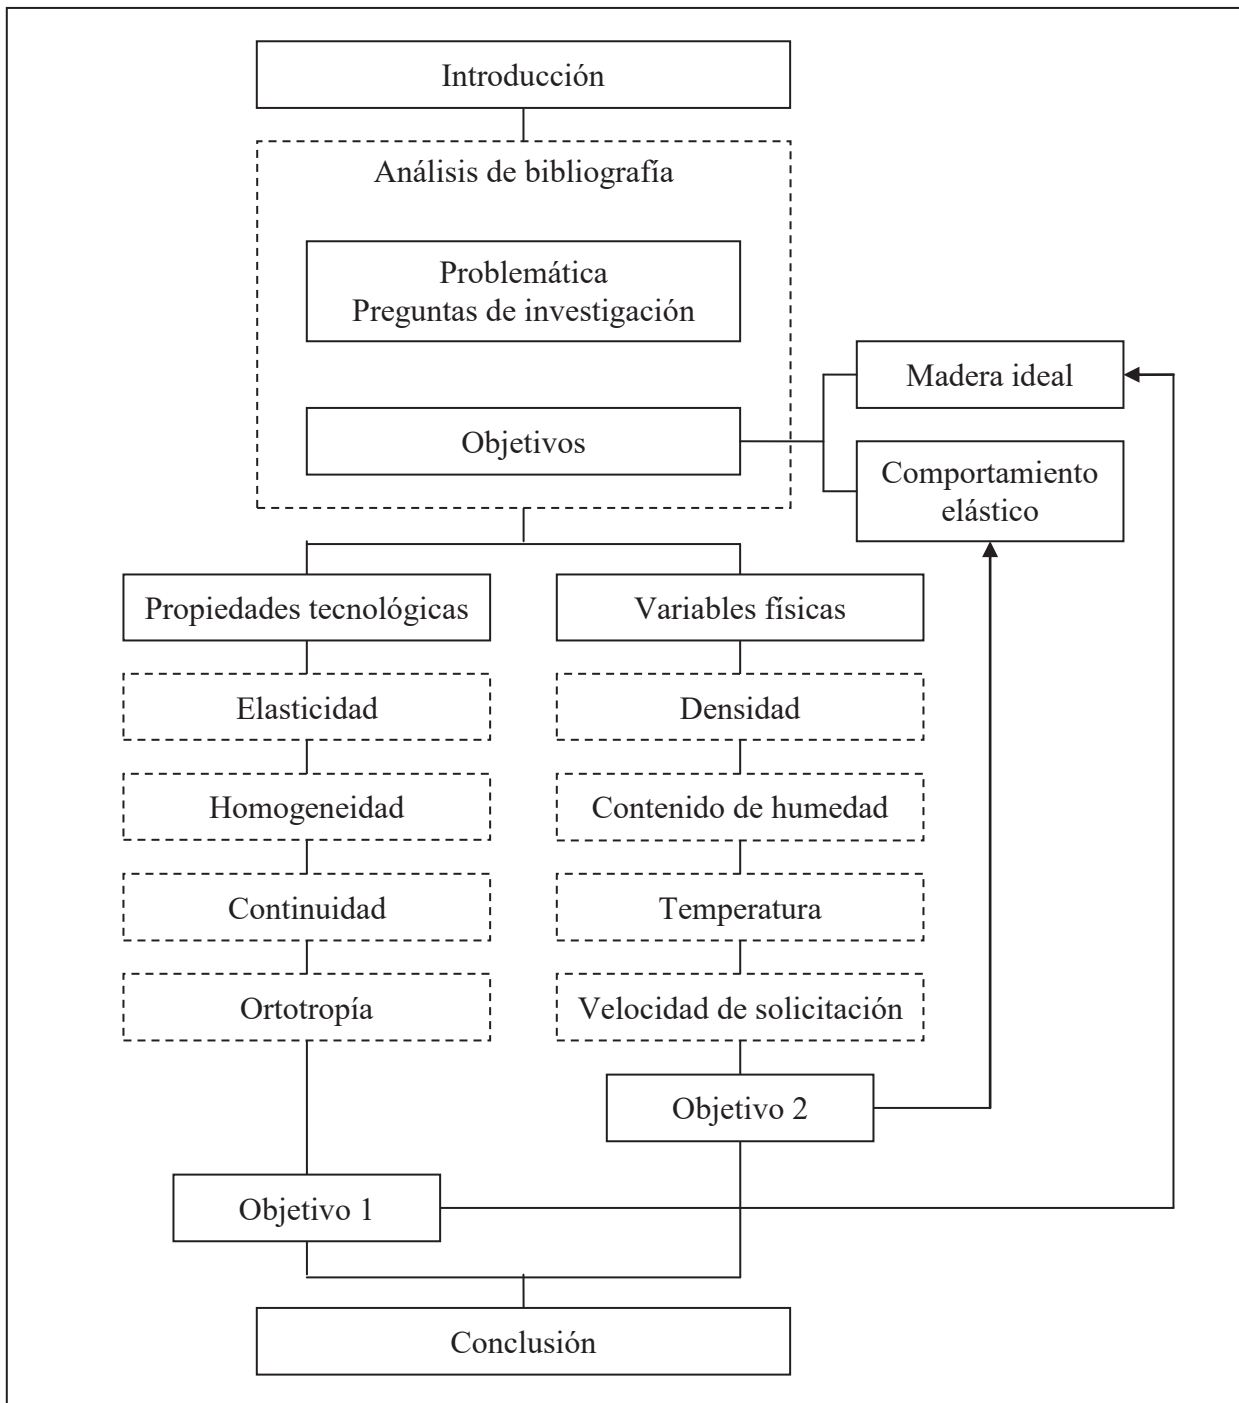 Introducción
Análisis de bibliografía
Problemática
Preguntas de investigación
Objetivos
Madera ideal
Comportamiento
elástico
Propiedades tecnológicas
Elasticidad
Homogeneidad
Continuidad
Ortotropía
Variables físicas
Densidad
Contenido de humedad
Temperatura
Velocidad de solicitación
Objetivo 2
Objetivo 1
Conclusión